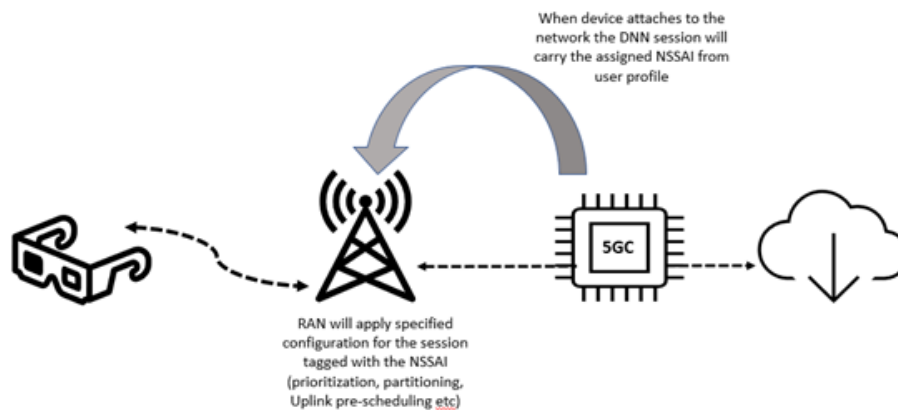 When device attaches to the
network the DNN session will
carry the assigned NSSAI from
user profile
5GC
RAN will apply specified
configuration for the session
tagged with the NSSAI
(prioritization, partitioning,
Uplink pre-scheduling etc)